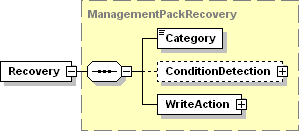 ManagementPackRecovery
Category
Recovery
ConditionDetection
WriteAction